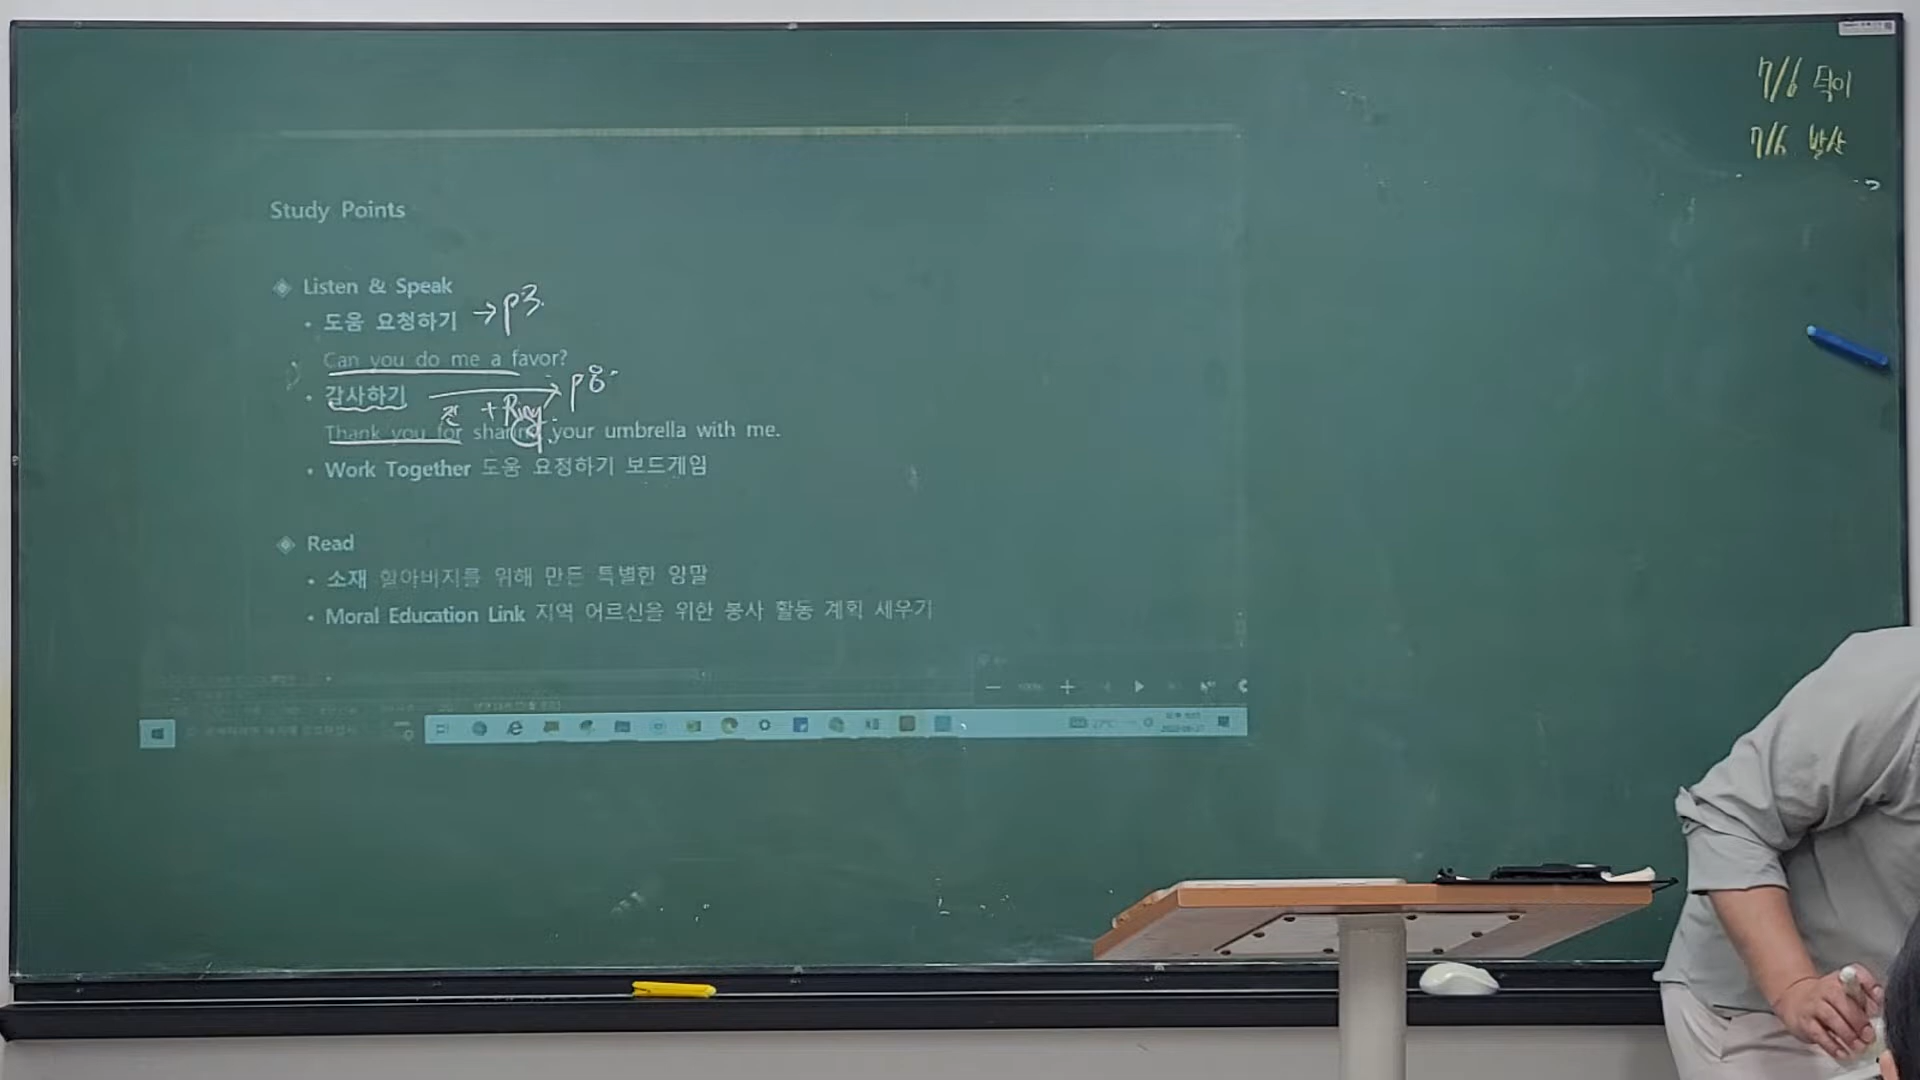 7/6 덕이
7/6 발산
Study Points
◈ Listen & Speak
• 도움 요청하기 → p3.
Can you do me a favor?
• 감사하기 → p8.
전 + Ring
Thank you for sharing your umbrella with me.
• Work Together 도움 요청하기 보드게임
◈ Read
• 소재 할아버지를 위해 만든 특별한 양말
• Moral Education Link 지역 어르신을 위한 봉사 활동 계획 세우기